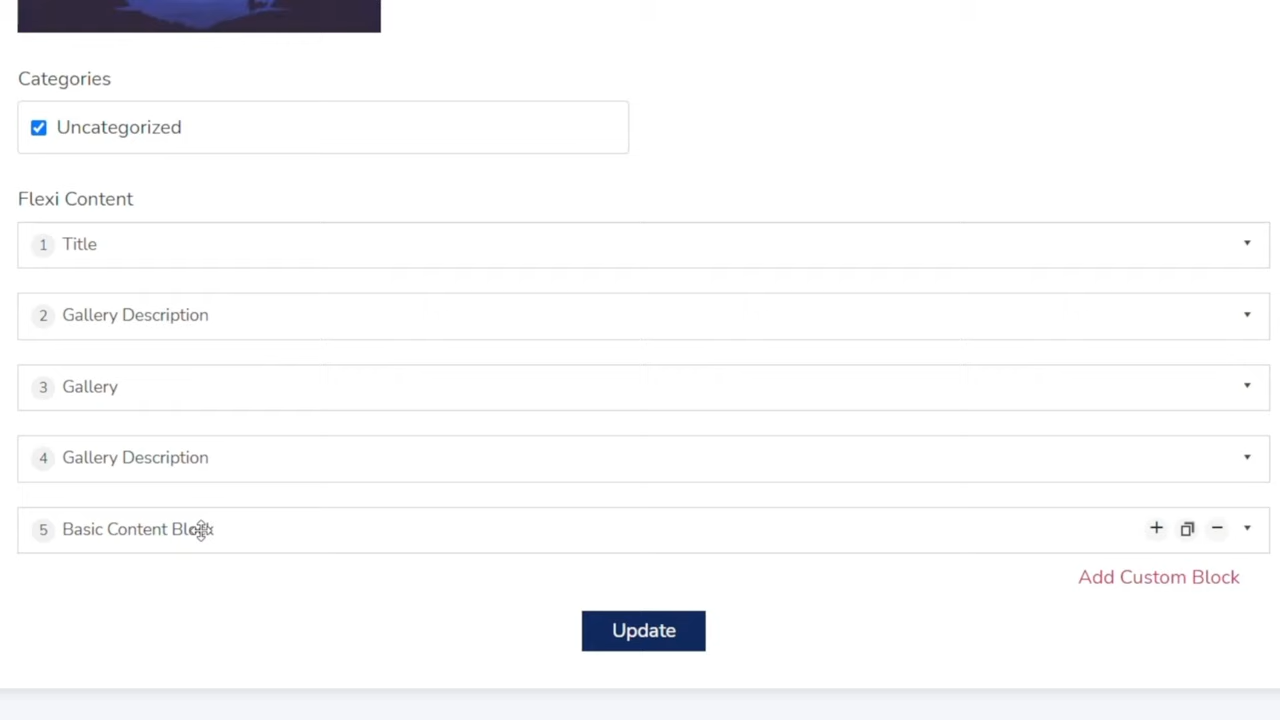 Categories
Uncategorized
Flexi Content
1 Title
2 Gallery Description
3 Gallery
4 Gallery Description
5 Basic Content Block
Add Custom Block
Update